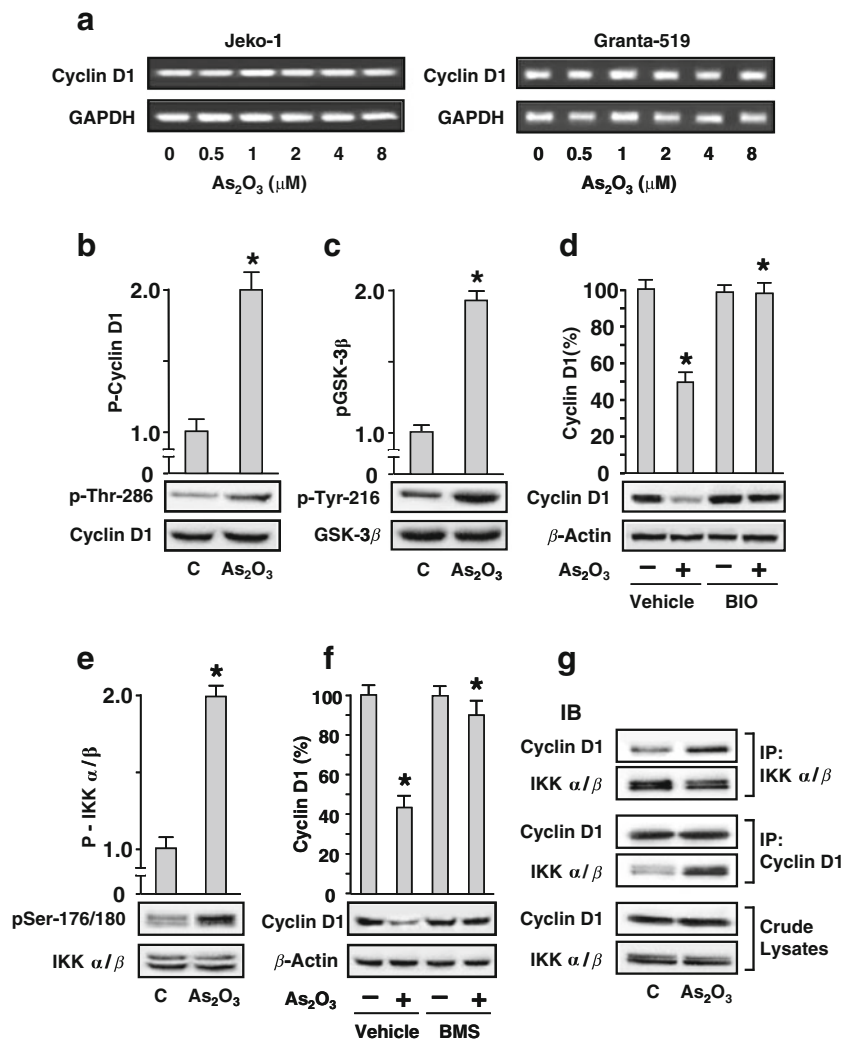 a
Jeko-1
Granta-519
Cyclin D1
Cyclin D1
GAPDH
GAPDH
0 0.5 1 2 4 8
0 0.5 1 2 4 8
As₂O₃ (μM)
As₂O₃ (μM)
b
P-Cyclin D1
2.0
1.0
0
*
p-Thr-286
Cyclin D1
C As₂O₃
c
pGSK-3β
2.0
1.0
0
*
p-Tyr-216
GSK-3β
C As₂O₃
d
Cyclin D1(%)
100
80
60
40
20
0
*
*
Cyclin D1
β-Actin
As₂O₃ − + − +
Vehicle BIO
e
P - IKK α/β
2.0
1.0
0
*
pSer-176/180
IKK α/β
C As₂O₃
f
Cyclin D1 (%)
100
80
60
40
20
0
*
*
Cyclin D1
β-Actin
As₂O₃ − + − +
Vehicle BMS
g
IB
Cyclin D1
IKK α/β
IP:
IKK α/β
Cyclin D1
IKK α/β
IP:
Cyclin D1
Cyclin D1
IKK α/β
Crude
Lysates
C As₂O₃